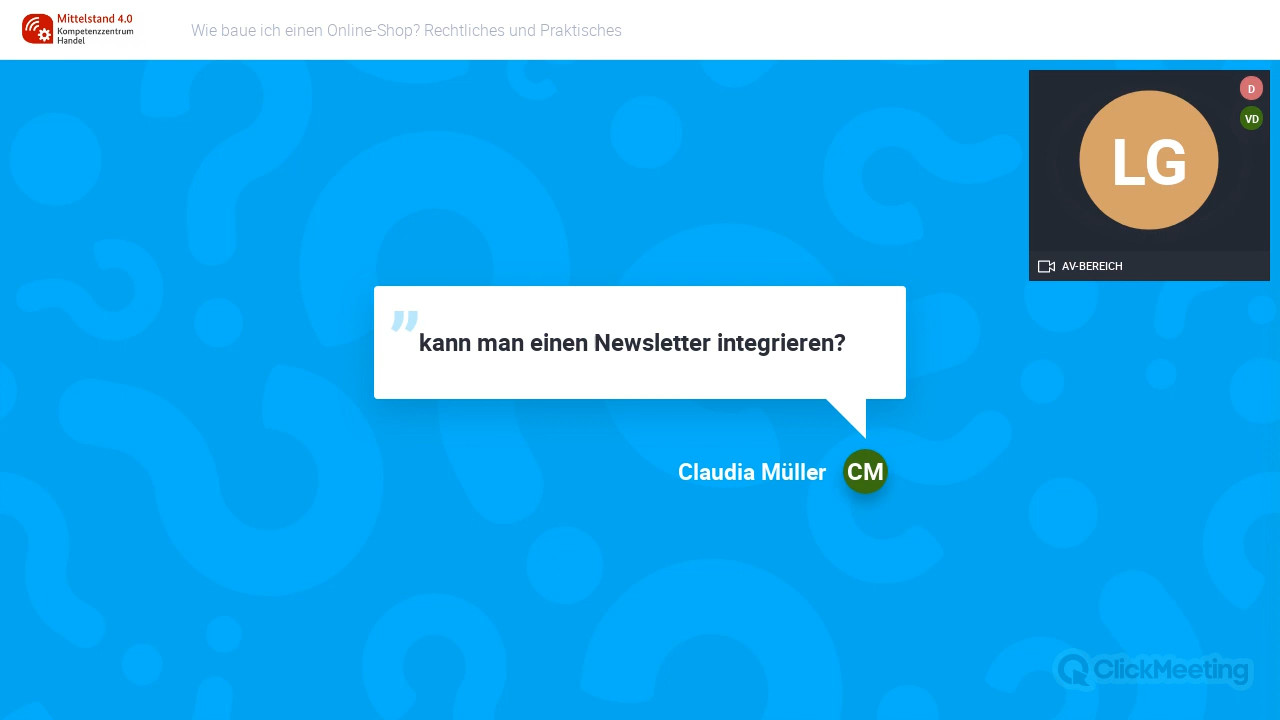 Mittelstand 4.0
Kompetenzzentrum
Handel
Wie baue ich einen Online-Shop? Rechtliches und Praktisches
D
VD
LG
AV-BEREICH
” kann man einen Newsletter integrieren?
Claudia Müller CM
ClickMeeting